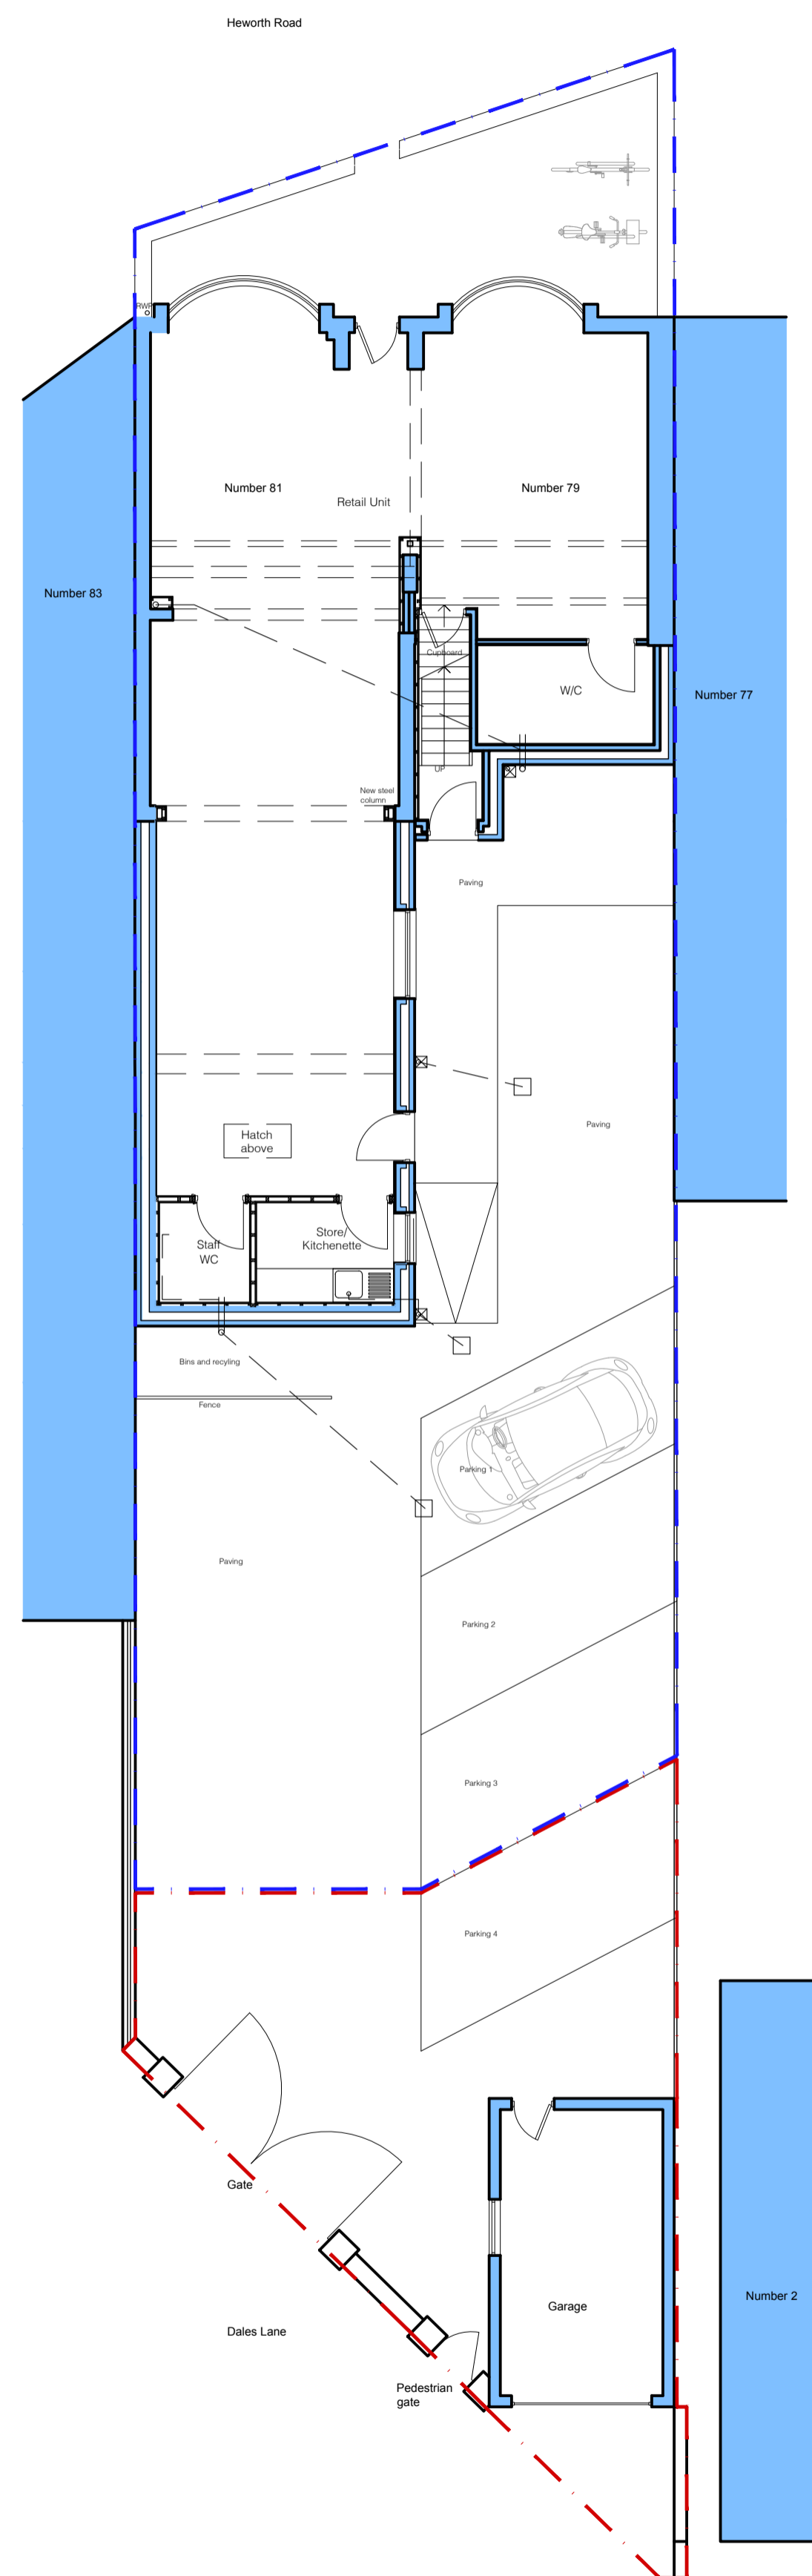 Heworth Road
RWP
Number 81
Number 79
Retail Unit
Number 83
Cupboard
W/C
Number 77
UP
New steel
column
Paving
Paving
Hatch
above
Staff
WC
Store/
Kitchenette
Bins and recyling
Fence
Parking 1
Paving
Parking 2
Parking 3
Parking 4
Gate
Number 2
Garage
Dales Lane
Pedestrian
gate